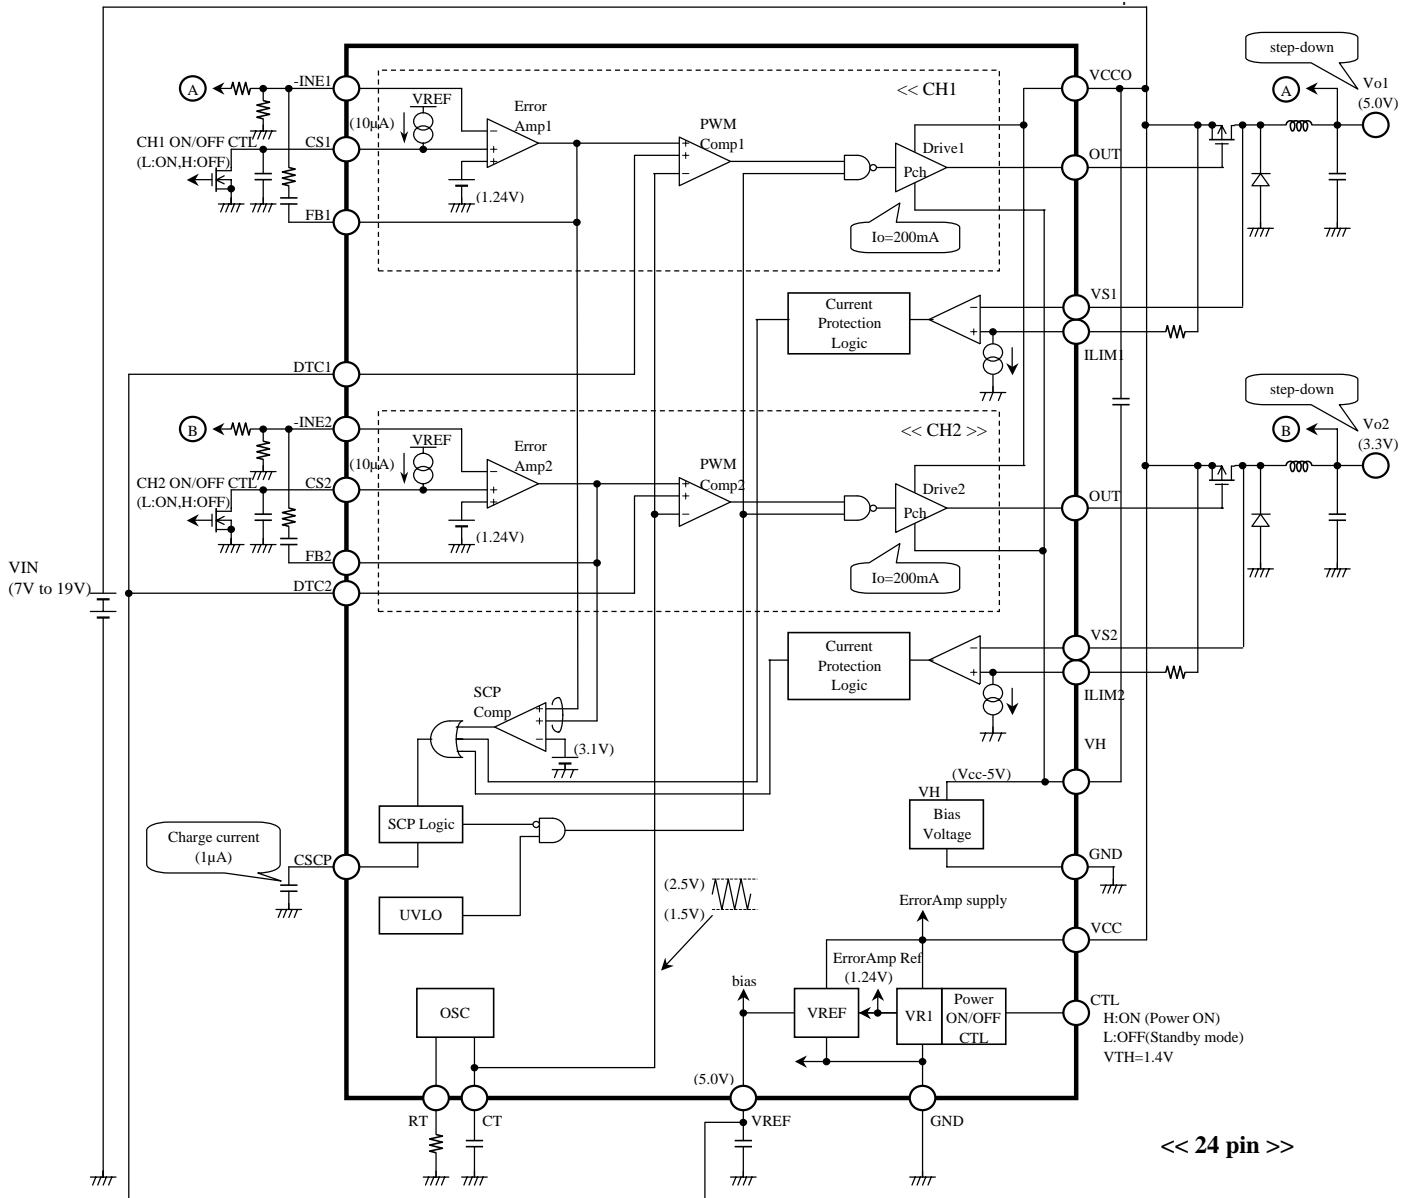 step-down
-INE1
VREF
Error
Amp1
<< CH1
VCCO
A
A
Vo1
(5.0V)
(10µA)
PWM
Comp1
CH1 ON/OFF CTL
(L:ON,H:OFF)
CS1
Drive1
Pch
OUT
(1.24V)
FB1
Io=200mA
VS1
Current
Protection
Logic
ILIM1
DTC1
step-down
-INE2
VREF
Error
Amp2
<< CH2 >>
B
B
Vo2
(3.3V)
(10µA)
PWM
Comp2
CH2 ON/OFF CTL
(L:ON,H:OFF)
CS2
Drive2
Pch
OUT
(1.24V)
FB2
VIN
(7V to 19V)
DTC2
Io=200mA
VS2
Current
Protection
Logic
ILIM2
SCP
Comp
(3.1V)
VH
(Vcc-5V)
VH
Bias
Voltage
SCP Logic
Charge current
(1µA)
CSCP
GND
(2.5V)
(1.5V)
UVLO
ErrorAmp supply
VCC
ErrorAmp Ref
(1.24V)
bias
OSC
VREF
VR1
Power
ON/OFF
CTL
CTL
H:ON (Power ON)
L:OFF(Standby mode)
VTH=1.4V
(5.0V)
RT
CT
VREF
GND
<< 24 pin >>